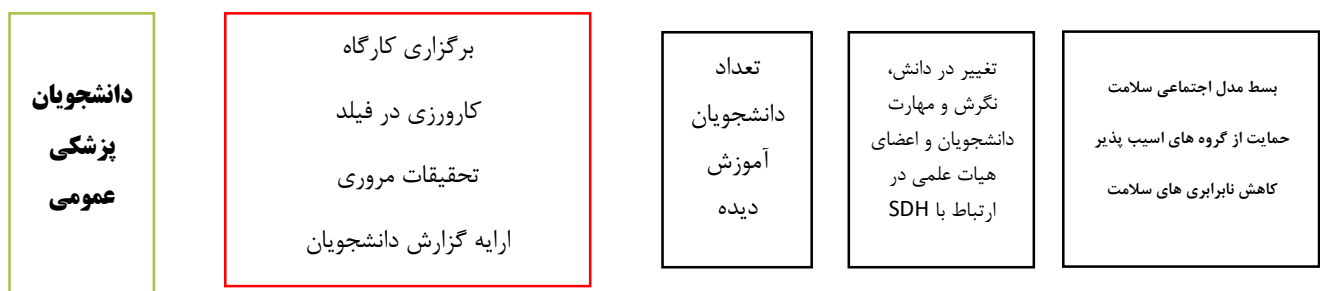 دانشجویان
پزشکی
عمومی
برگزاری کارگاه
کارورزی در فیلد
تحقیقات مروری
ارایه گزارش دانشجویان
تعداد
دانشجویان
آموزش
دیده
تغییر در دانش،
نگرش و مهارت
دانشجویان و اعضای
هیات علمی در
ارتباط با SDH
بسط مدل اجتماعی سلامت
حمایت از گروه های اسیب پذیر
کاهش نابرابری های سلامت